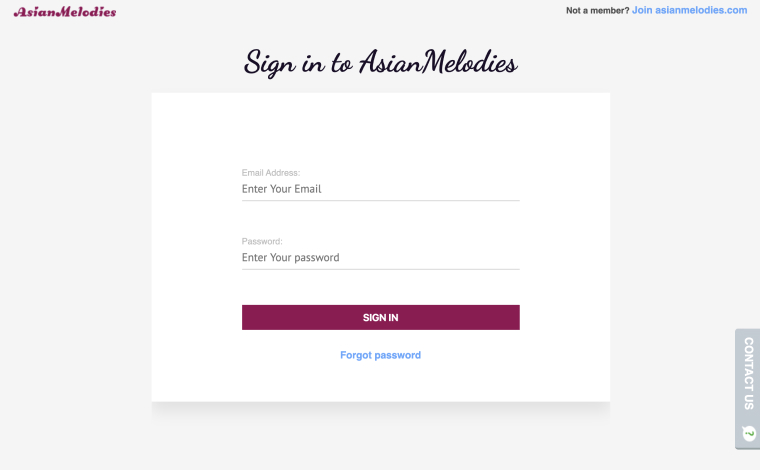 AsianMelodies
Not a member? Join asianmelodies.com
Sign in to AsianMelodies
Email Address:
Enter Your Email
Password:
Enter Your password
SIGN IN
Forgot password
CONTACT US
?